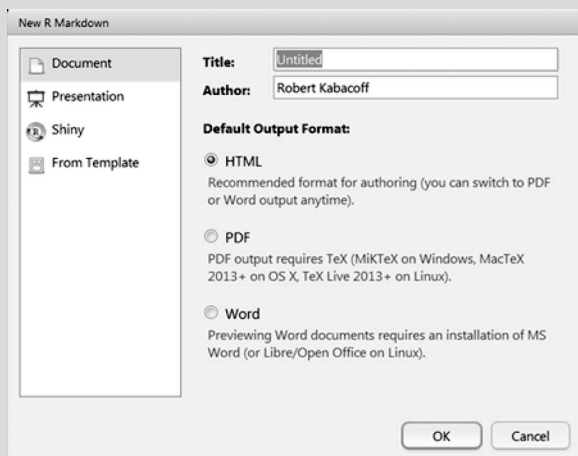 New R Markdown
Document
Presentation
Shiny
From Template
Title: Untitled
Author: Robert Kabacoff
Default Output Format:
HTML
Recommended format for authoring (you can switch to PDF
or Word output anytime).
PDF
PDF output requires TeX (MiKTeX on Windows, MacTeX
2013+ on OS X, TeX Live 2013+ on Linux).
Word
Previewing Word documents requires an installation of MS
Word (or Libre/Open Office on Linux).
OK Cancel